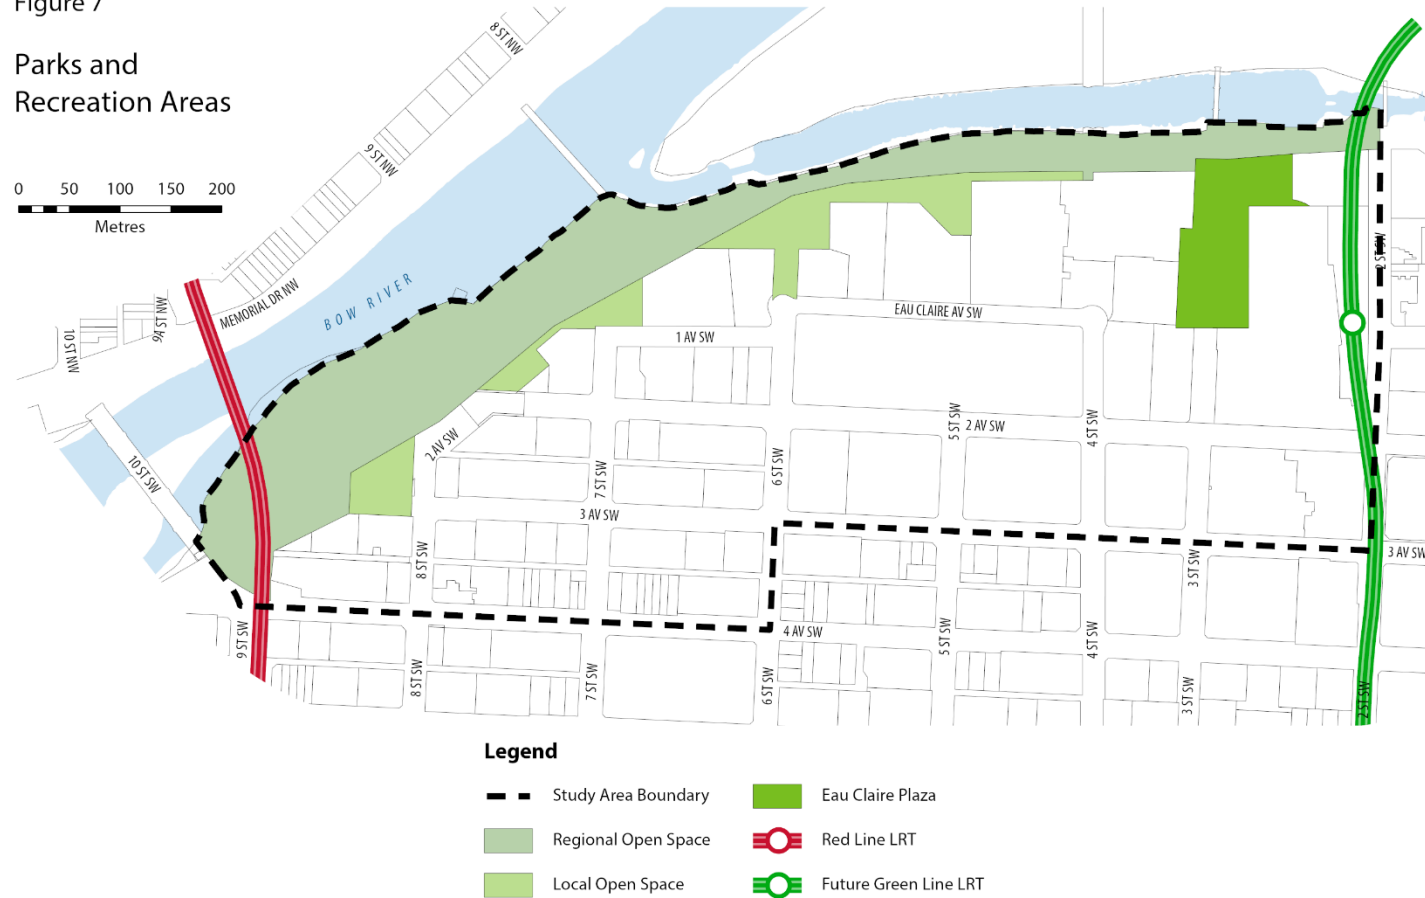 Figure 7
Parks and
Recreation Areas
0 50 100 150 200
Metres
8 ST NW
9 ST NW
MEMORIAL DR NW
9A ST NW
10 ST NW
BOW RIVER
10 ST SW
2 ST SW
EAU CLAIRE AV SW
1 AV SW
2 AV SW
5 ST SW
2 AV SW
4 ST SW
6 ST SW
7 ST SW
3 AV SW
8 ST SW
3 ST SW
3 AV SW
4 AV SW
9 ST SW
8 ST SW
7 ST SW
6 ST SW
5 ST SW
4 ST SW
3 ST SW
2 ST SW
Legend
Study Area Boundary
Eau Claire Plaza
Regional Open Space
Red Line LRT
Local Open Space
Future Green Line LRT